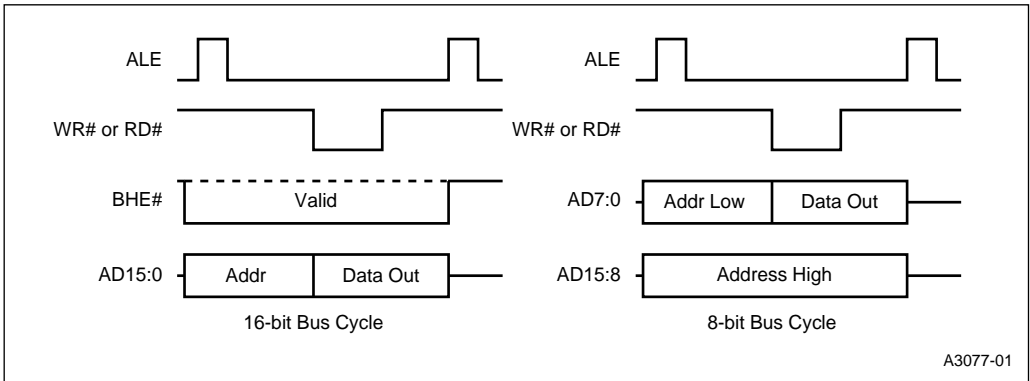 ALE
WR# or RD#
BHE#
Valid
AD15:0
Addr
Data Out
16-bit Bus Cycle
ALE
WR# or RD#
AD7:0
Addr Low
Data Out
AD15:8
Address High
8-bit Bus Cycle
A3077-01